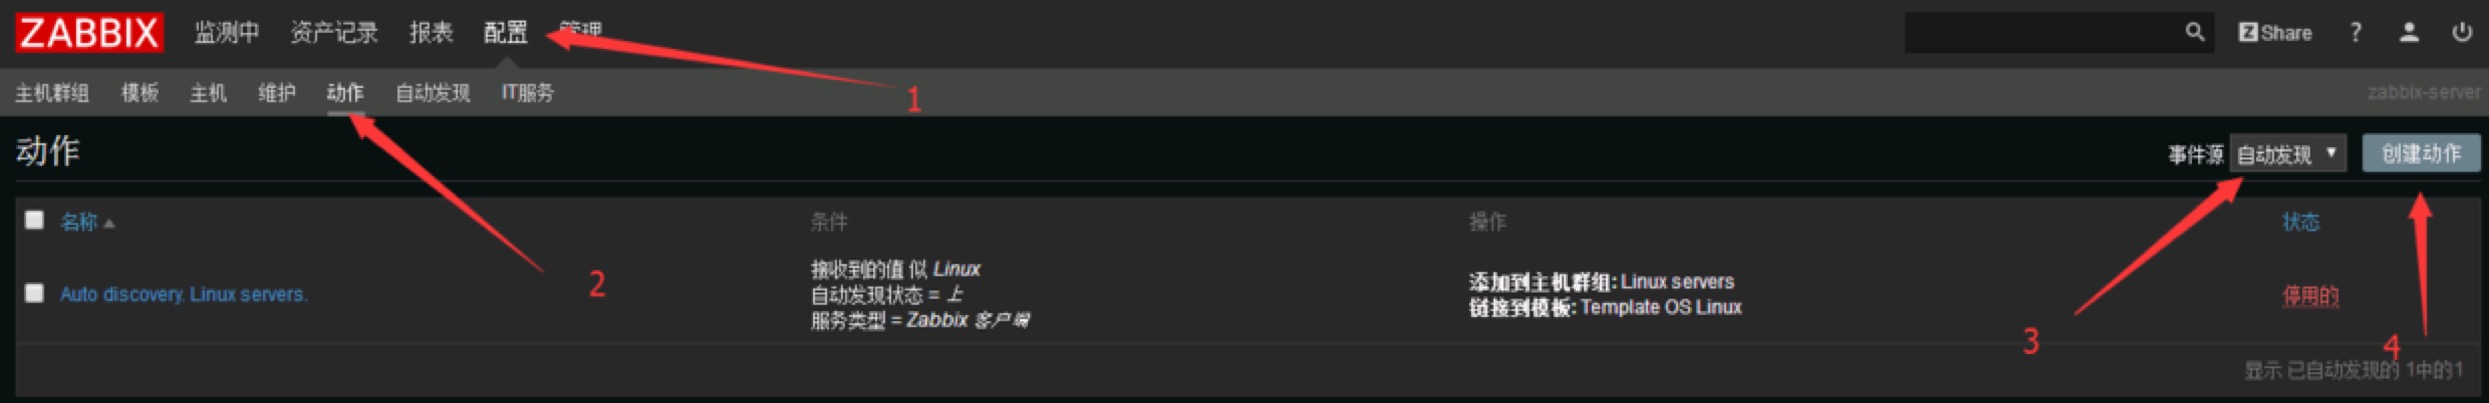 ZABBIX 监测中 资产记录 报表 配置 管理 Share ?
主机群组 模板 主机 维护 动作 自动发现 IT服务 zabbix-server
1
动作 事件源 自动发现 ▼ 创建动作
名称 条件 操作 状态
接收到的值 似 Linux
Auto discovery. Linux servers. 自动发现状态 = 上
服务类型 = Zabbix 客户端
添加到主机群组: Linux servers
链接到模板: Template OS Linux
停用的
2
3
4
显示 已自动发现的 1中的1